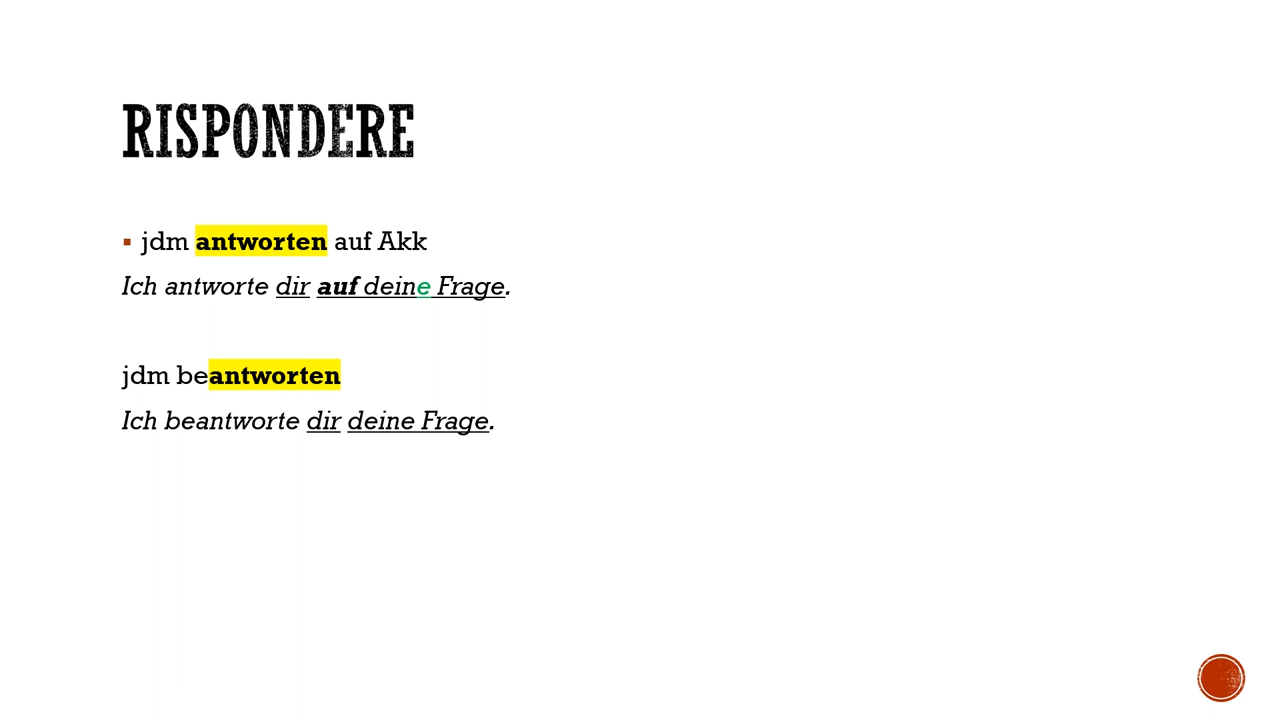 RISPONDERE
▪ jdm antworten auf Akk
Ich antworte dir auf deine Frage.
jdm beantworten
Ich beantworte dir deine Frage.